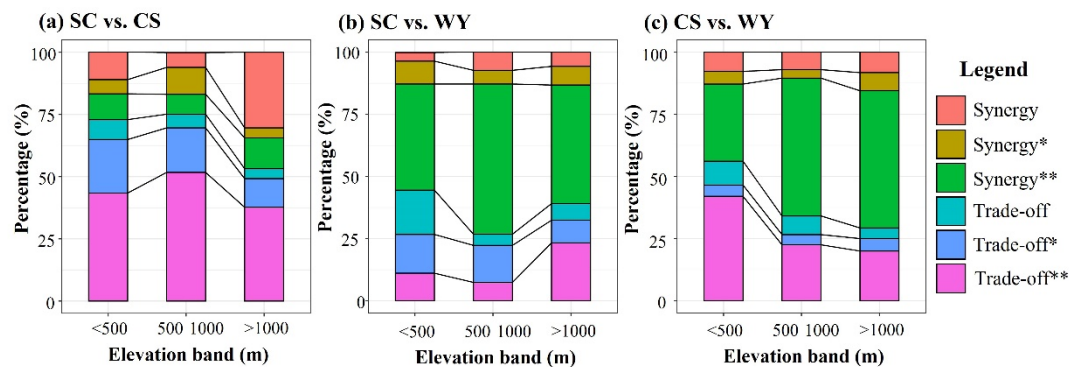 (a) SC vs. CS
(b) SC vs. WY
(c) CS vs. WY
Percentage (%)
100
75
50
25
0
<500
500 1000
>1000
Elevation band (m)
Percentage (%)
100
75
50
25
0
<500
500 1000
>1000
Elevation band (m)
Percentage (%)
100
75
50
25
0
<500
500 1000
>1000
Elevation band (m)
Legend
Synergy
Synergy*
Synergy**
Trade-off
Trade-off*
Trade-off**